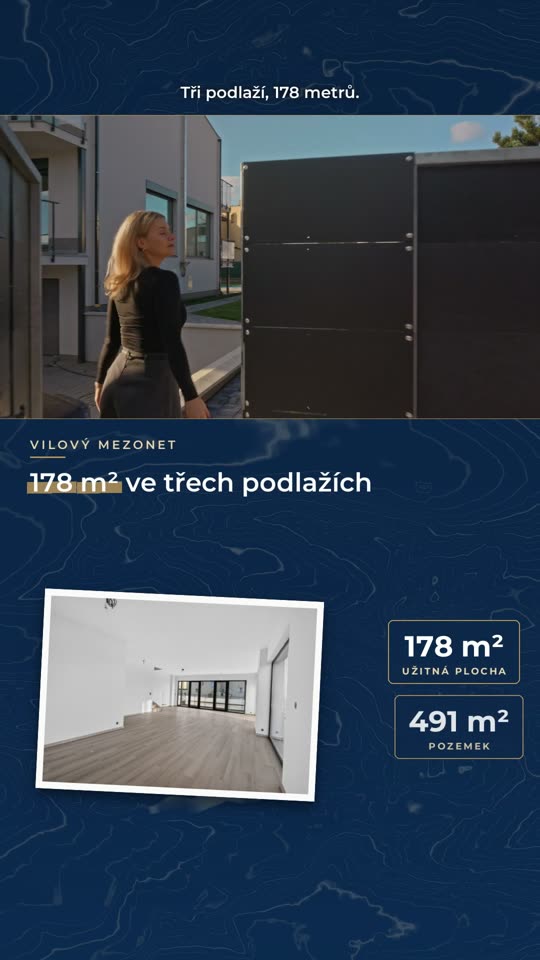 Tři podlaží, 178 metrů.
VILOVÝ MEZONET
178 m² ve třech podlažích
178 m²
UŽITNÁ PLOCHA
491 m²
POZEMEK